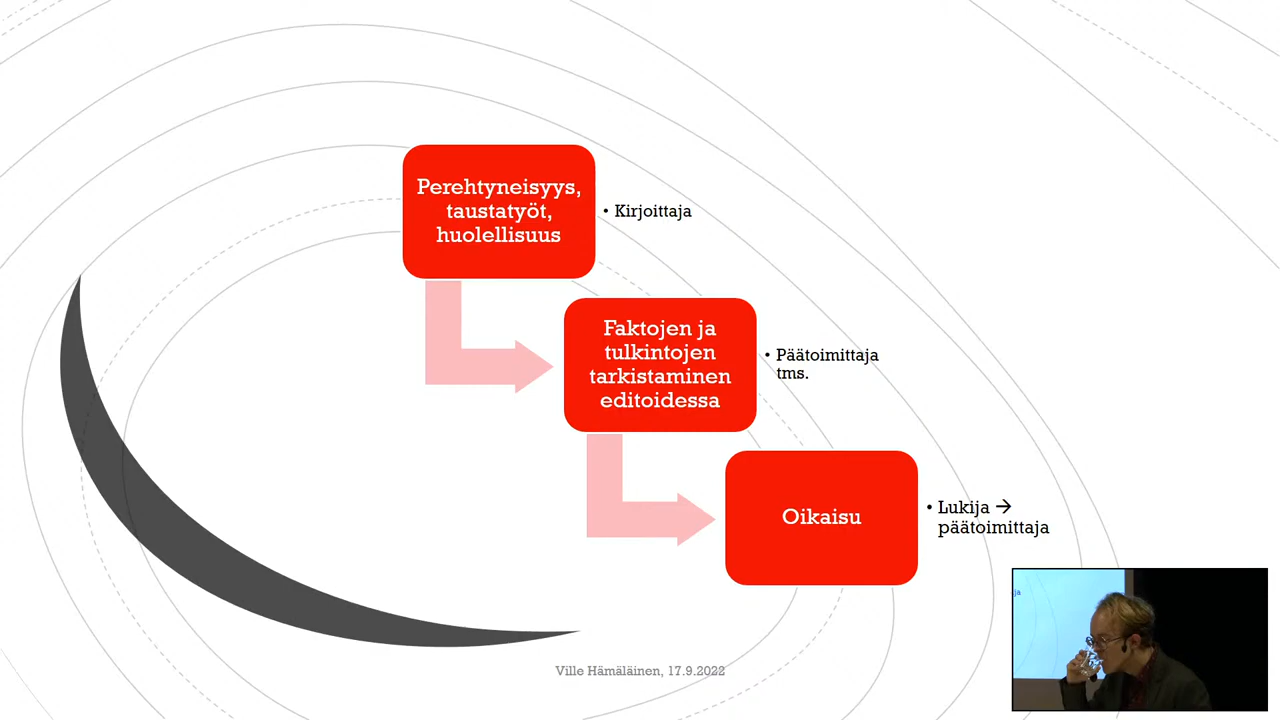 Perehtyneisyys,
taustatyöt,
huolellisuus
• Kirjoittaja
Faktojen ja
tulkintojen
tarkistaminen
editoidessa
• Päätoimittaja
tms.
Oikaisu
• Lukija →
päätoimittaja
Ville Hämäläinen, 17.9.2022